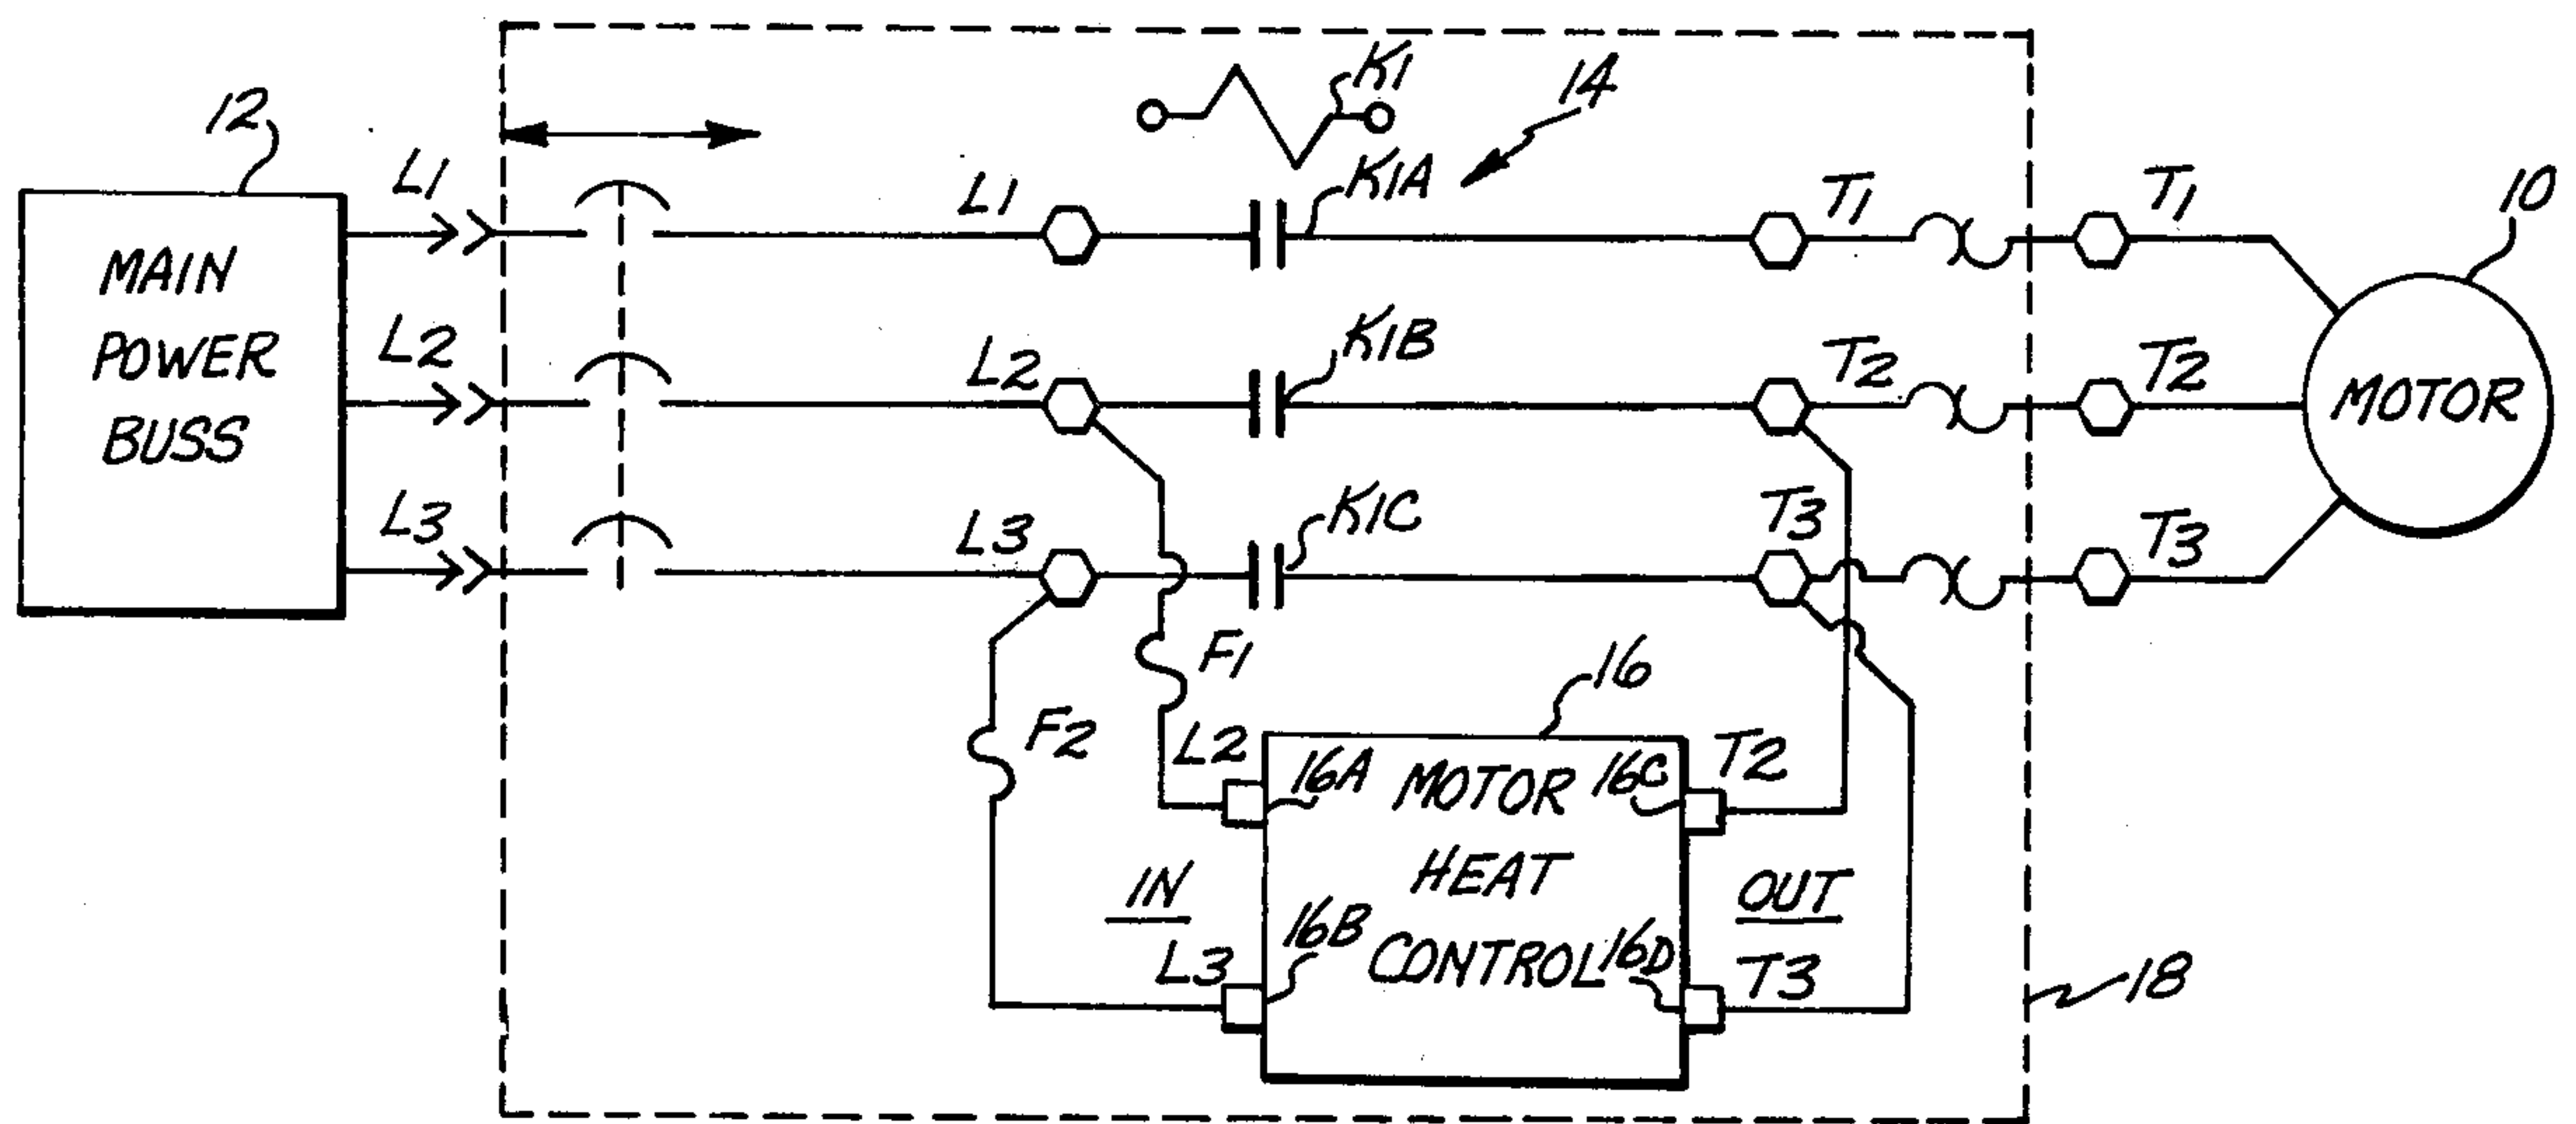 12
MAIN
POWER
BUSS
L1
L2
L3
K1
14
L1
K1A
T1
T1
10
L2
K1B
T2
T2
MOTOR
L3
K1C
T3
T3
F1
F2
16
L2
16A
MOTOR
HEAT
CONTROL
16C
T2
IN
OUT
L3
16B
16D
T3
18